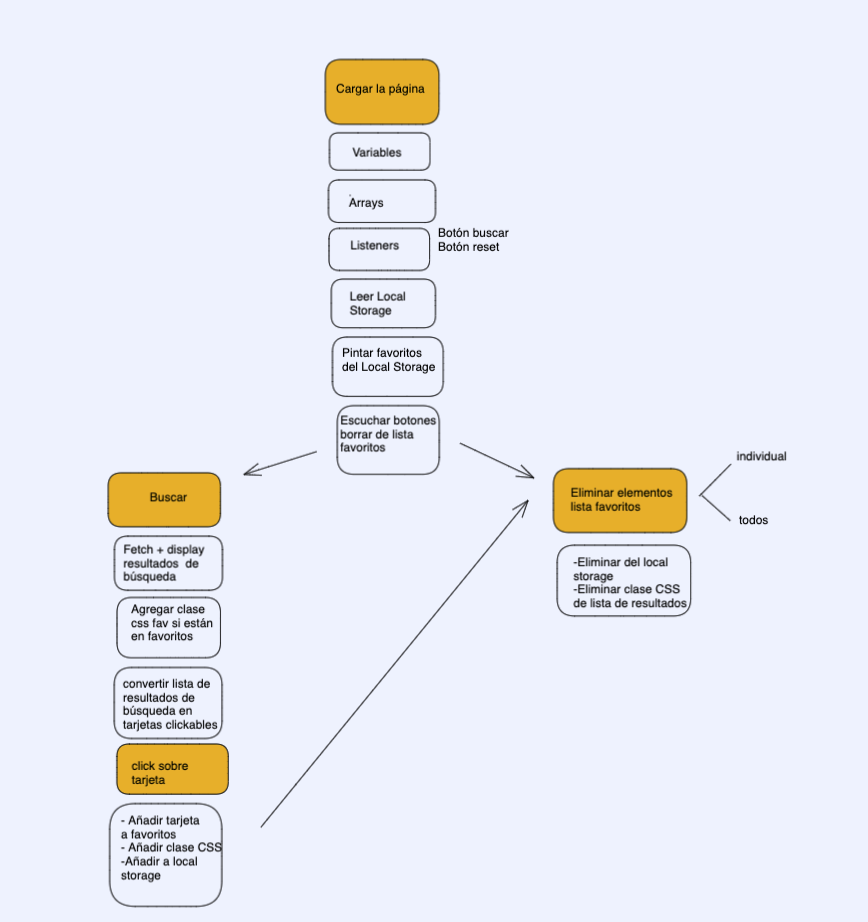 Cargar la página
Variables
Arrays
Listeners
Botón buscar
Botón reset
Leer Local
Storage
Pintar favoritos
del Local Storage
Escuchar botones
borrar de lista
favoritos
Buscar
Fetch + display
resultados de
búsqueda
Agregar clase
css fav si están
en favoritos
convertir lista de
resultados de
búsqueda en
tarjetas clickables
click sobre
tarjeta
- Añadir tarjeta
a favoritos
- Añadir clase CSS
-Añadir a local
storage
Eliminar elementos
lista favoritos
individual
todos
-Eliminar del local
storage
-Eliminar clase CSS
de lista de resultados